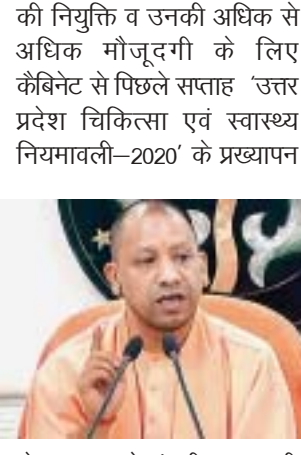 की नियुक्ति व उनकी अधिक से
अधिक मौजूदगी के लिए
कैबिनेट से पिछले सप्ताह 'उत्तर
प्रदेश चिकित्सा एवं स्वास्थ्य
नियमावली–2020' के प्रख्यापन